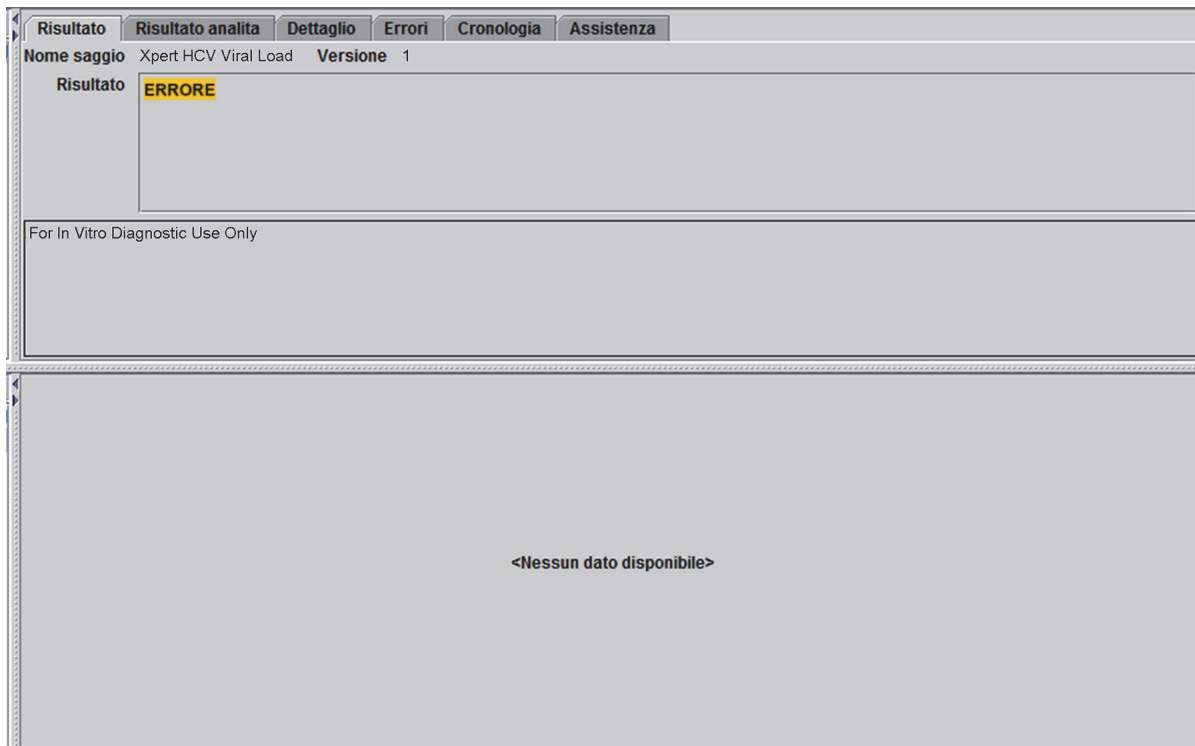 Risultato Risultato analita Dettaglio Errori Cronologia Assistenza
Nome saggio Xpert HCV Viral Load Versione 1
Risultato ERRORE
For In Vitro Diagnostic Use Only
<Nessun dato disponibile>